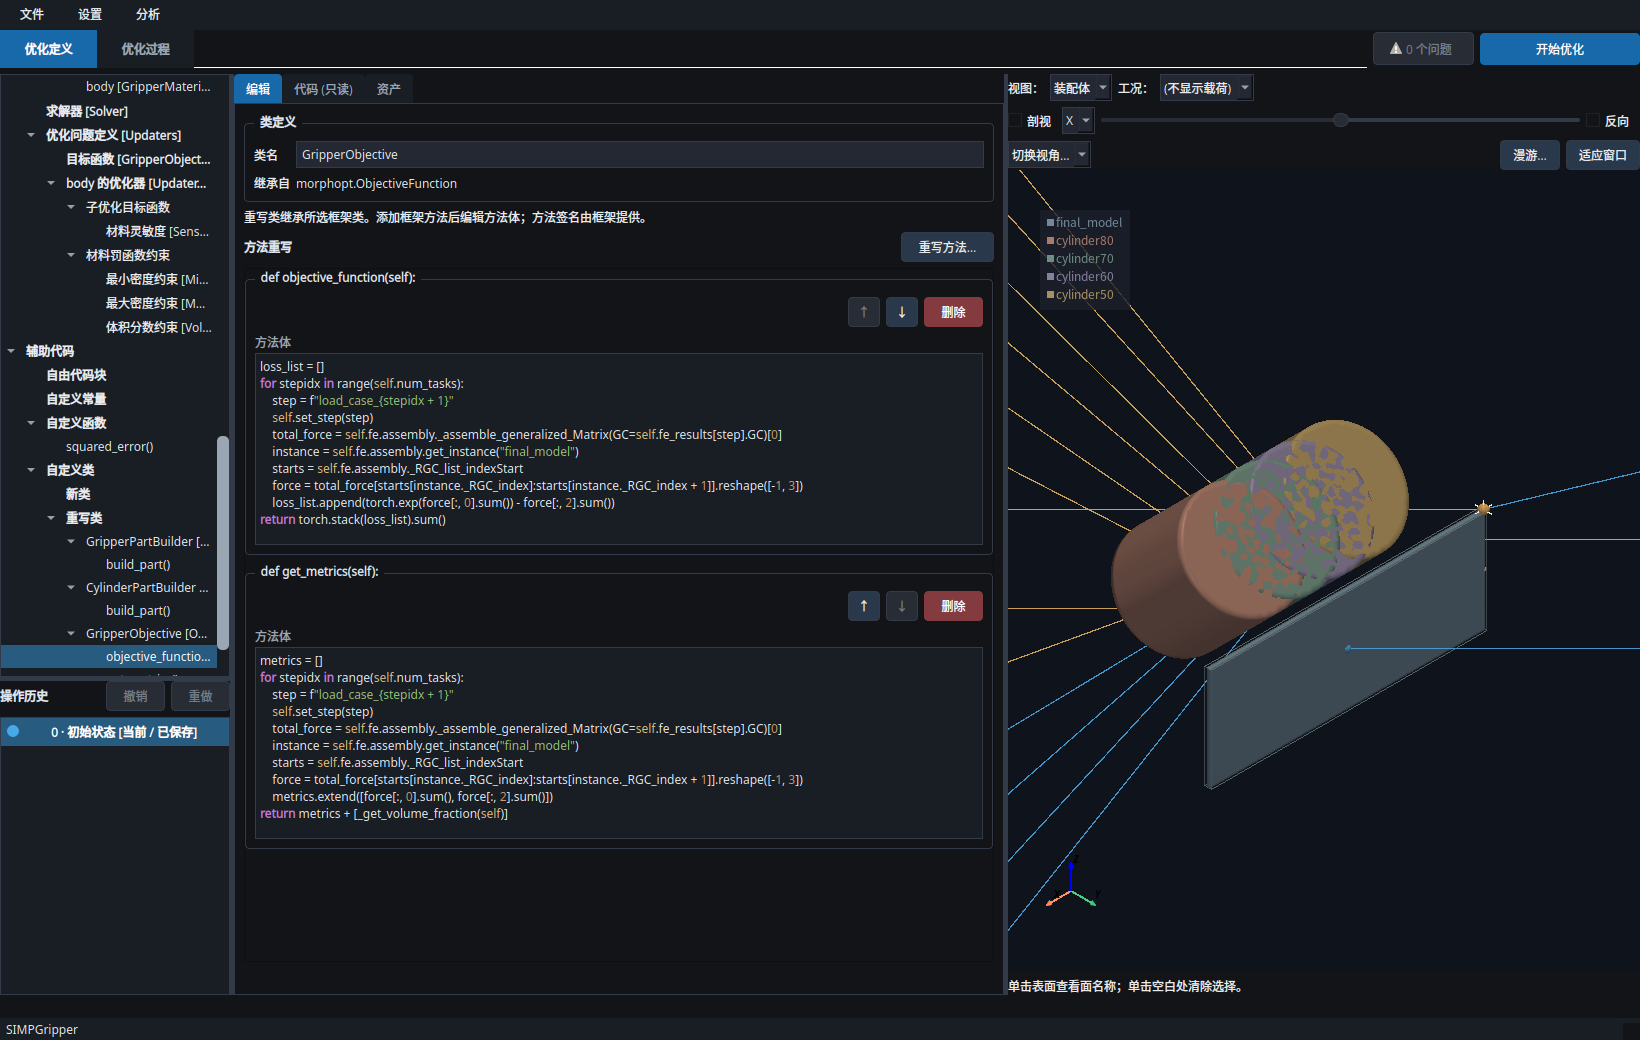 文件 设置 分析
优化定义 优化过程
0 个问题 开始优化
body [GripperMateri...
求解器 [Solver]
优化问题定义 [Updaters]
目标函数 [GripperObject...
body 的优化器 [Updater...
子优化目标函数
材料灵敏度 [Sens...
材料罚函数约束
最小密度约束 [Mi...
最大密度约束 [M...
体积分数约束 [Vol...
辅助代码
自由代码块
自定义常量
自定义函数
squared_error()
自定义类
新类
重写类
GripperPartBuilder [...
build_part()
CylinderPartBuilder ...
build_part()
GripperObjective [O...
objective_functio...
操作历史 撤销 重做
0 · 初始状态 [当前 / 已保存]
编辑 代码 (只读) 资产
类定义
类名 GripperObjective
继承自 morphopt.ObjectiveFunction
重写类继承所选框架类。添加框架方法后编辑方法体；方法签名由框架提供。
方法重写 重写方法...
def objective_function(self):
↑ ↓ 删除
方法体
loss_list = []
for stepidx in range(self.num_tasks):
step = f"load_case_{stepidx + 1}"
self.set_step(step)
total_force = self.fe.assembly._assemble_generalized_Matrix(GC=self.fe_results[step].GC)[0]
instance = self.fe.assembly.get_instance("final_model")
starts = self.fe.assembly._RGC_list_indexStart
force = total_force[starts[instance._RGC_index]:starts[instance._RGC_index + 1]].reshape([-1, 3])
loss_list.append(torch.exp(force[:, 0].sum()) - force[:, 2].sum())
return torch.stack(loss_list).sum()
def get_metrics(self):
↑ ↓ 删除
方法体
metrics = []
for stepidx in range(self.num_tasks):
step = f"load_case_{stepidx + 1}"
self.set_step(step)
total_force = self.fe.assembly._assemble_generalized_Matrix(GC=self.fe_results[step].GC)[0]
instance = self.fe.assembly.get_instance("final_model")
starts = self.fe.assembly._RGC_list_indexStart
force = total_force[starts[instance._RGC_index]:starts[instance._RGC_index + 1]].reshape([-1, 3])
metrics.extend([force[:, 0].sum(), force[:, 2].sum()])
return metrics + [_get_volume_fraction(self)]
视图： 装配体 工况： (不显示载荷)
剖视 X 反向
切换视角... 漫游... 适应窗口
final_model
cylinder80
cylinder70
cylinder60
cylinder50
单击表面查看面名称；单击空白处清除选择。
SIMPGripper